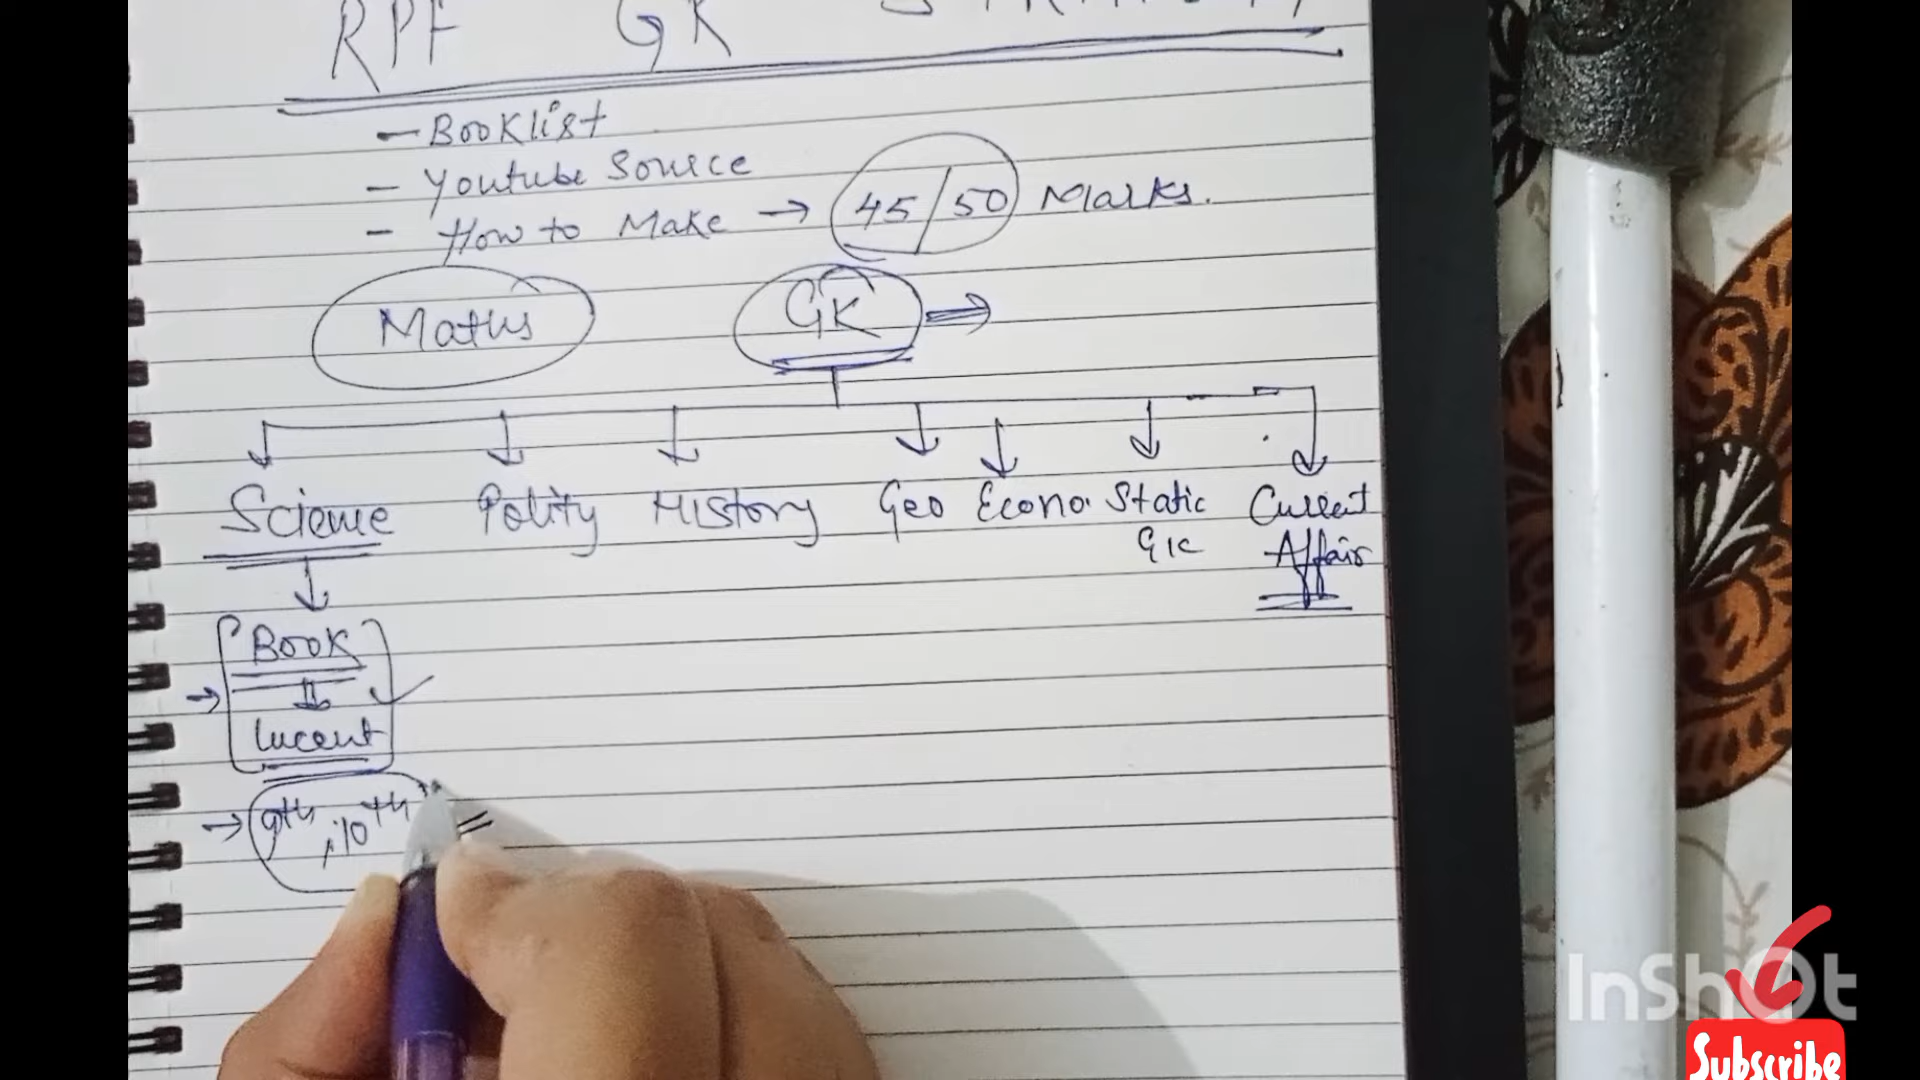 RPF GK STRATEGY
- Booklist
- Youtube Source
- How to Make → 45/50 Marks.
Maths GK ⇒
Science Polity History Geo Econo. Static GK Current Affair
Book
Lucent
9th, 10th
InShot
Subscribe